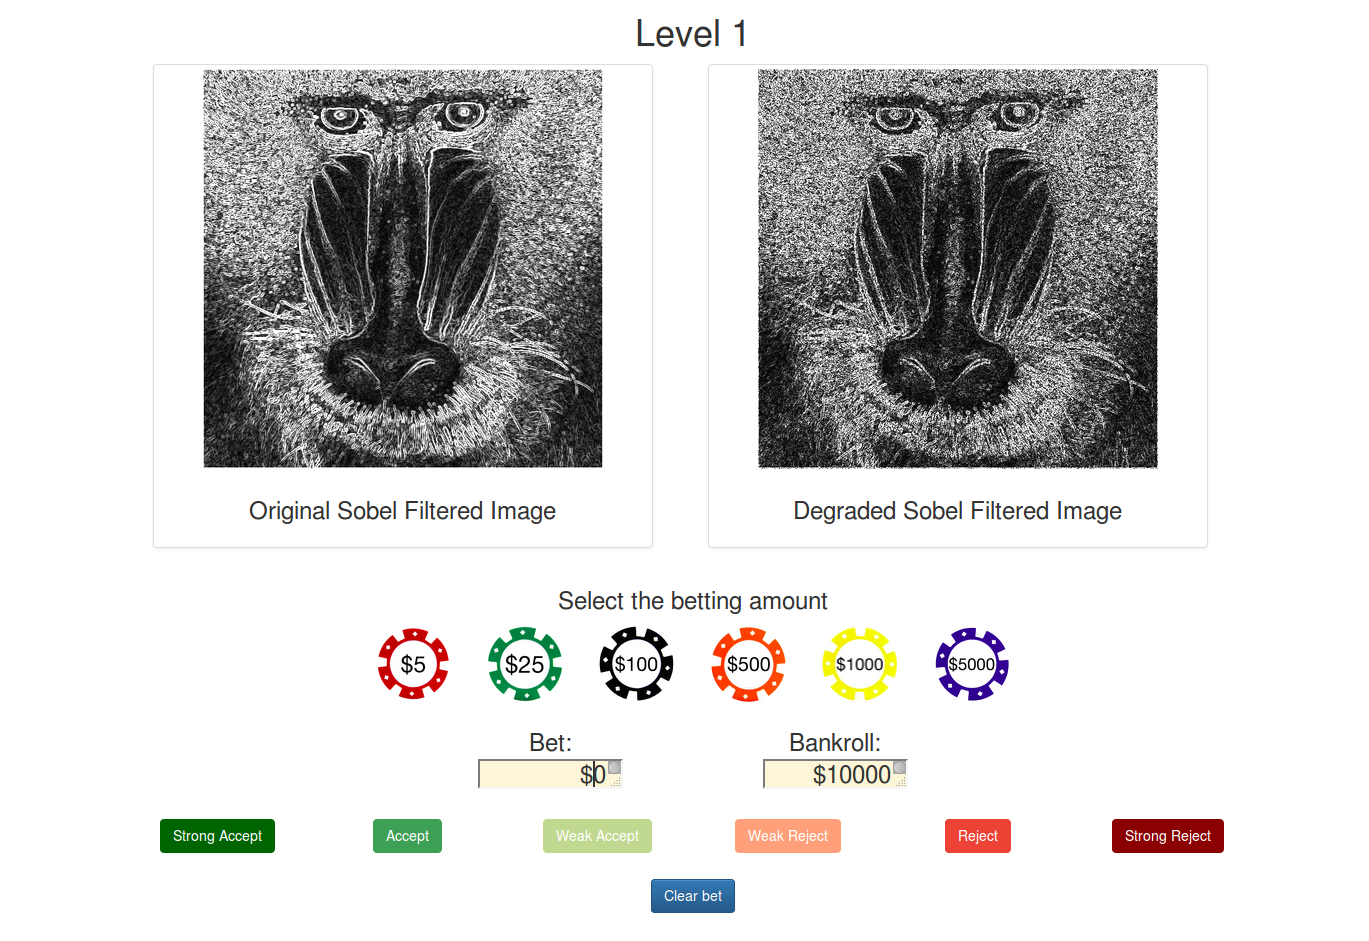 Level 1
Original Sobel Filtered Image
Degraded Sobel Filtered Image
Select the betting amount
$5 $25 $100 $500 $1000 $5000
Bet: Bankroll:
$0 $10000
Strong Accept Accept Weak Accept Weak Reject Reject Strong Reject
Clear bet